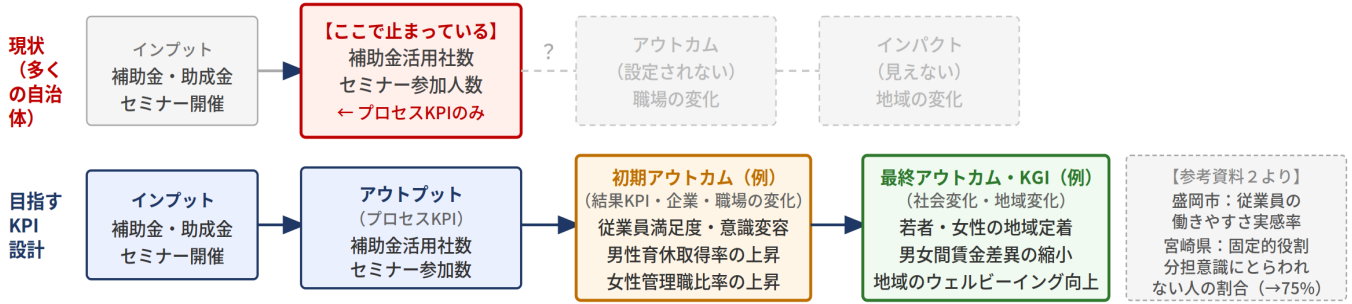 現状
（多く
の自治
体）
インプット
補助金・助成金
セミナー開催
【ここで止まっている】
補助金活用社数
セミナー参加人数
← プロセスKPIのみ
？
アウトカム
（設定されない）
職場の変化
インパクト
（見えない）
地域の変化
目指す
KPI
設計
インプット
補助金・助成金
セミナー開催
アウトプット
（プロセスKPI）
補助金活用社数
セミナー参加数
初期アウトカム（例）
（結果KPI・企業・職場の変化）
従業員満足度・意識変容
男性育休取得率の上昇
女性管理職比率の上昇
最終アウトカム・KGI（例）
（社会変化・地域変化）
若者・女性の地域定着
男女間賃金差異の縮小
地域のウェルビーイング向上
【参考資料２より】
盛岡市：従業員の
働きやすさ実感率
宮崎県：固定的役割
分担意識にとらわれ
ない人の割合（→75%）